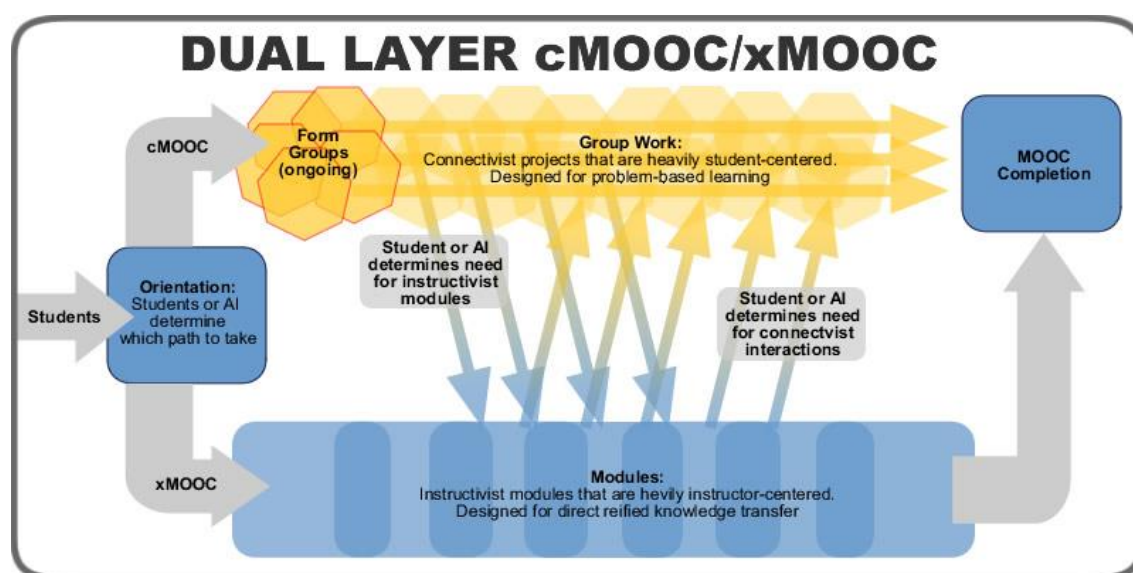 DUAL LAYER cMOOC/xMOOC
cMOOC
Form
Groups
(ongoing)
Group Work:
Connectivist projects that are heavily student-centered.
Designed for problem-based learning
MOOC
Completion
Student or AI
determines need
for instructivist
modules
Student or AI
determines need
for connectvist
interactions
Students
Orientation:
Students or AI
determine
which path to take
xMOOC
Modules:
Instructivist modules that are hevily instructor-centered.
Designed for direct reified knowledge transfer